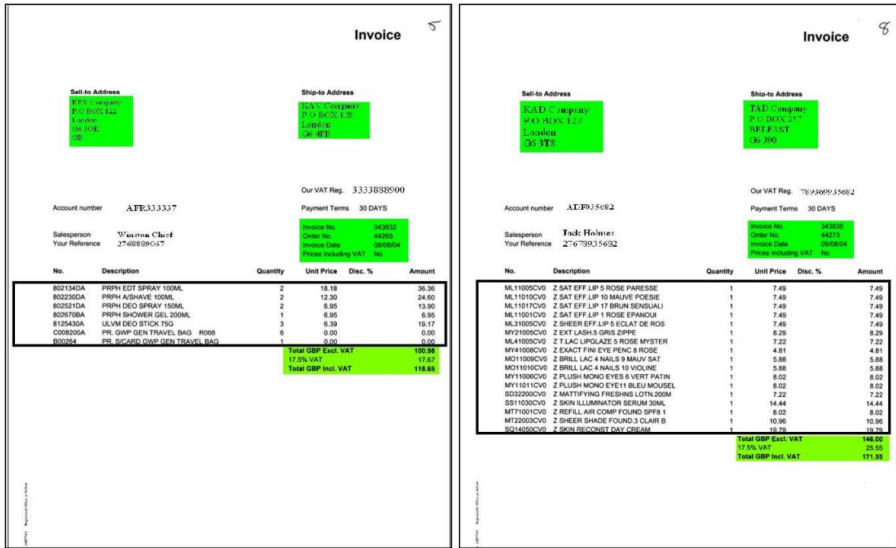 Invoice 5
Sell-to Address
Ship-to Address
Company
P.O BOX 122
London
KAV Company
P.O BOX 128
London
G6 4FE
Our VAT Reg. 3333888900
Account number AFR333337
Payment Terms 30 DAYS
Salesperson Winston Chief
Your Reference 2768889067
Invoice No. 343632
Order No. 44265
Invoice Date 09/08/04
Prices Including VAT No
No. Description Quantity Unit Price Disc. % Amount
802134DA PRPH EDT SPRAY 100ML 2 18.18 36.36
802230DA PRPH A/SHAVE 100ML 2 12.30 24.60
802521DA PRPH DEO SPRAY 150ML 2 6.95 13.90
802670BA PRPH SHOWER GEL 200ML 1 6.95 6.95
8125430A ULVM DEO STICK 75G 3 6.39 19.17
C008200A PR. GWP GEN TRAVEL BAG R068 6 0.00 0.00
B00264 PR. S/CARD GWP GEN TRAVEL BAG 1 0.00 0.00
Total GBP Excl. VAT 100.98
17.5% VAT 17.67
Total GBP Incl. VAT 118.65
Invoice 8
Sell-to Address
Ship-to Address
KAD Company
P.O BOX
London
G6 3T8
TAD Company
P.O BOX 257
BELFAST
G6 390
Our VAT Reg. 789369935682
Account number ADF935682
Payment Terms 30 DAYS
Salesperson Jack Holmes
Your Reference 27678935682
Invoice No. 343635
Order No. 44273
Invoice Date 09/08/04
Prices Including VAT No
No. Description Quantity Unit Price Disc. % Amount
ML11005CV0 Z SAT EFF.LIP 5 ROSE PARESSE 1 7.49 7.49
ML11010CV0 Z SAT EFF.LIP 10 MAUVE POESIE 1 7.49 7.49
ML11017CV0 Z SAT EFF.LIP 17 BRUN SENSUALI 1 7.49 7.49
ML11001CV0 Z SAT EFF.LIP 1 ROSE EPANOUI 1 7.49 7.49
ML31005CV0 Z SHEER EFF.LIP 5 ECLAT DE ROS 1 7.49 7.49
MY21005CV0 Z EXT LASH.5 GRIS ZIPPE 1 8.29 8.29
ML41005CV0 Z T.LAC LIPGLAZE 5 ROSE MYSTER 1 7.22 7.22
MY41008CV0 Z EXACT FINI EYE PENC 8 ROSE 1 4.81 4.81
MO11009CV0 Z BRILL LAC 4 NAILS 9 MAUV SAT 1 5.88 5.88
MO11010CV0 Z BRILL LAC 4 NAILS 10 VIOLINE 1 5.88 5.88
MY11006CV0 Z PLUSH MONO EYES 6 VERT PATIN 1 8.02 8.02
MY11011CV0 Z PLUSH MONO EYE11 BLEU MOUSEL 1 8.02 8.02
SD32200CV0 Z MATTIFYING FRESHNS LOTN.200M 1 7.22 7.22
SS11030CV0 Z SKIN ILLUMINATOR SERUM 30ML 1 14.44 14.44
MT71001CV0 Z REFILL AIR COMP FOUND SPF8 1 1 8.02 8.02
MT22003CV0 Z SHEER SHADE FOUND.3 CLAIR B 1 10.96 10.96
SQ14050CV0 Z SKIN RECONST DAY CREAM 1 19.79 19.79
Total GBP Excl. VAT 146.00
17.5% VAT 25.55
Total GBP Incl. VAT 171.55